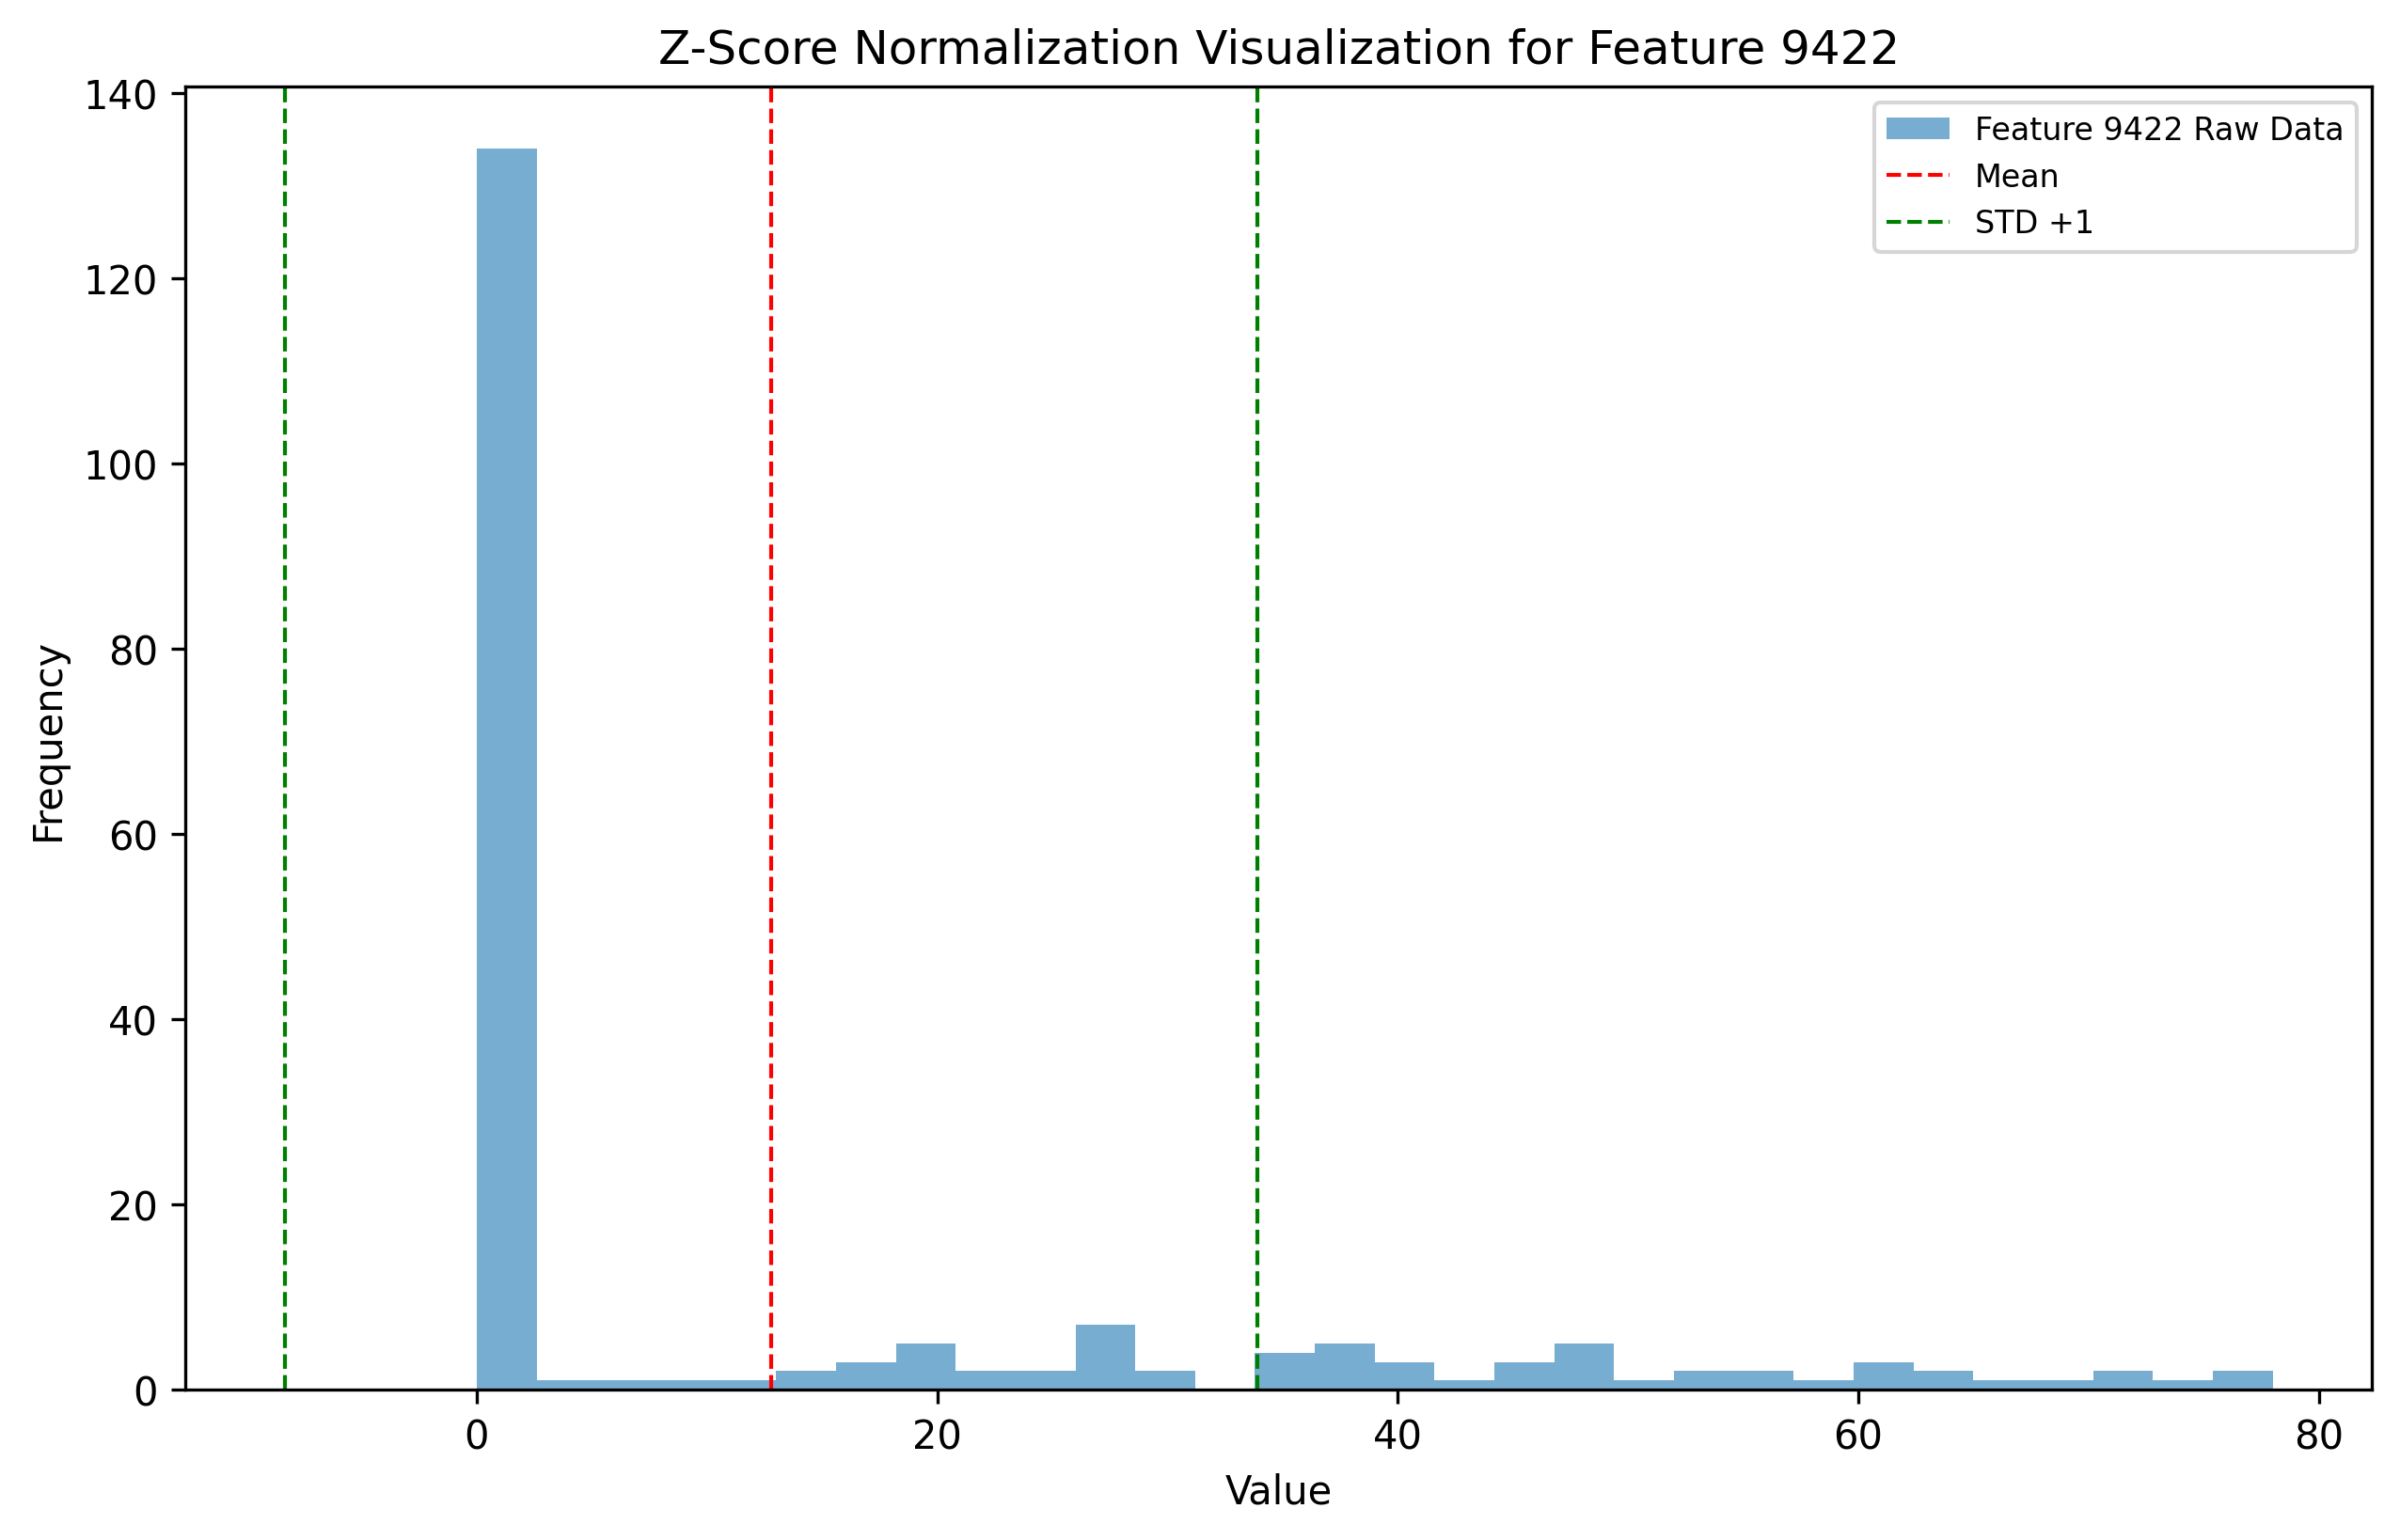 Z-Score Normalization Visualization for Feature 9422
Feature 9422 Raw Data
Mean
STD +1
140
120
100
80
60
40
20
0
Frequency
0 20 40 60 80
Value